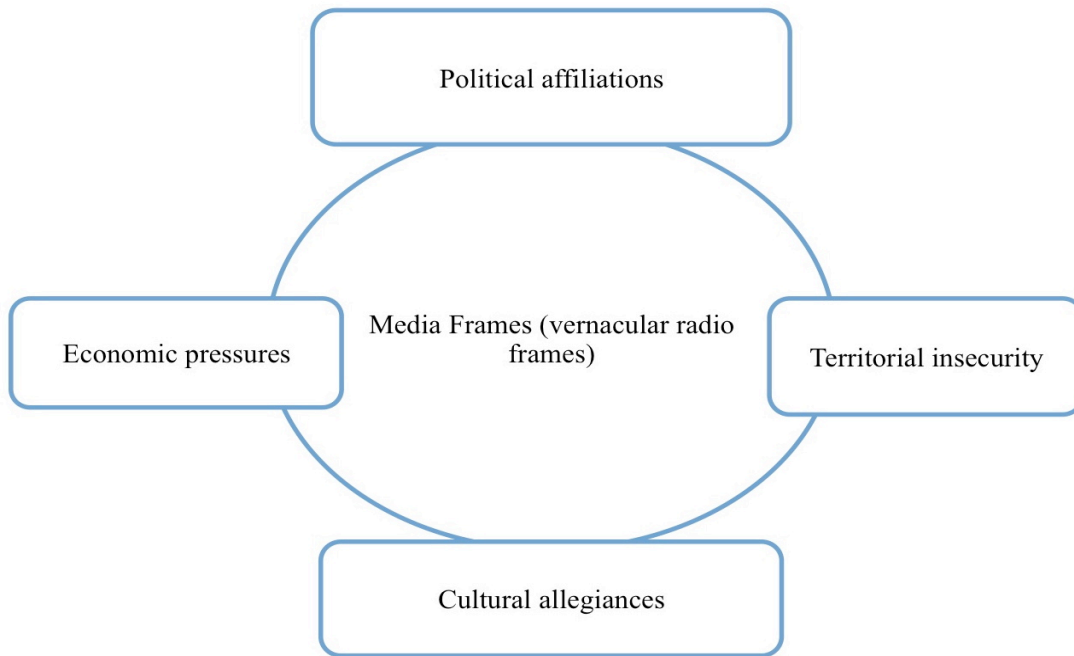 Political affiliations
Economic pressures
Media Frames (vernacular radio
frames)
Territorial insecurity
Cultural allegiances